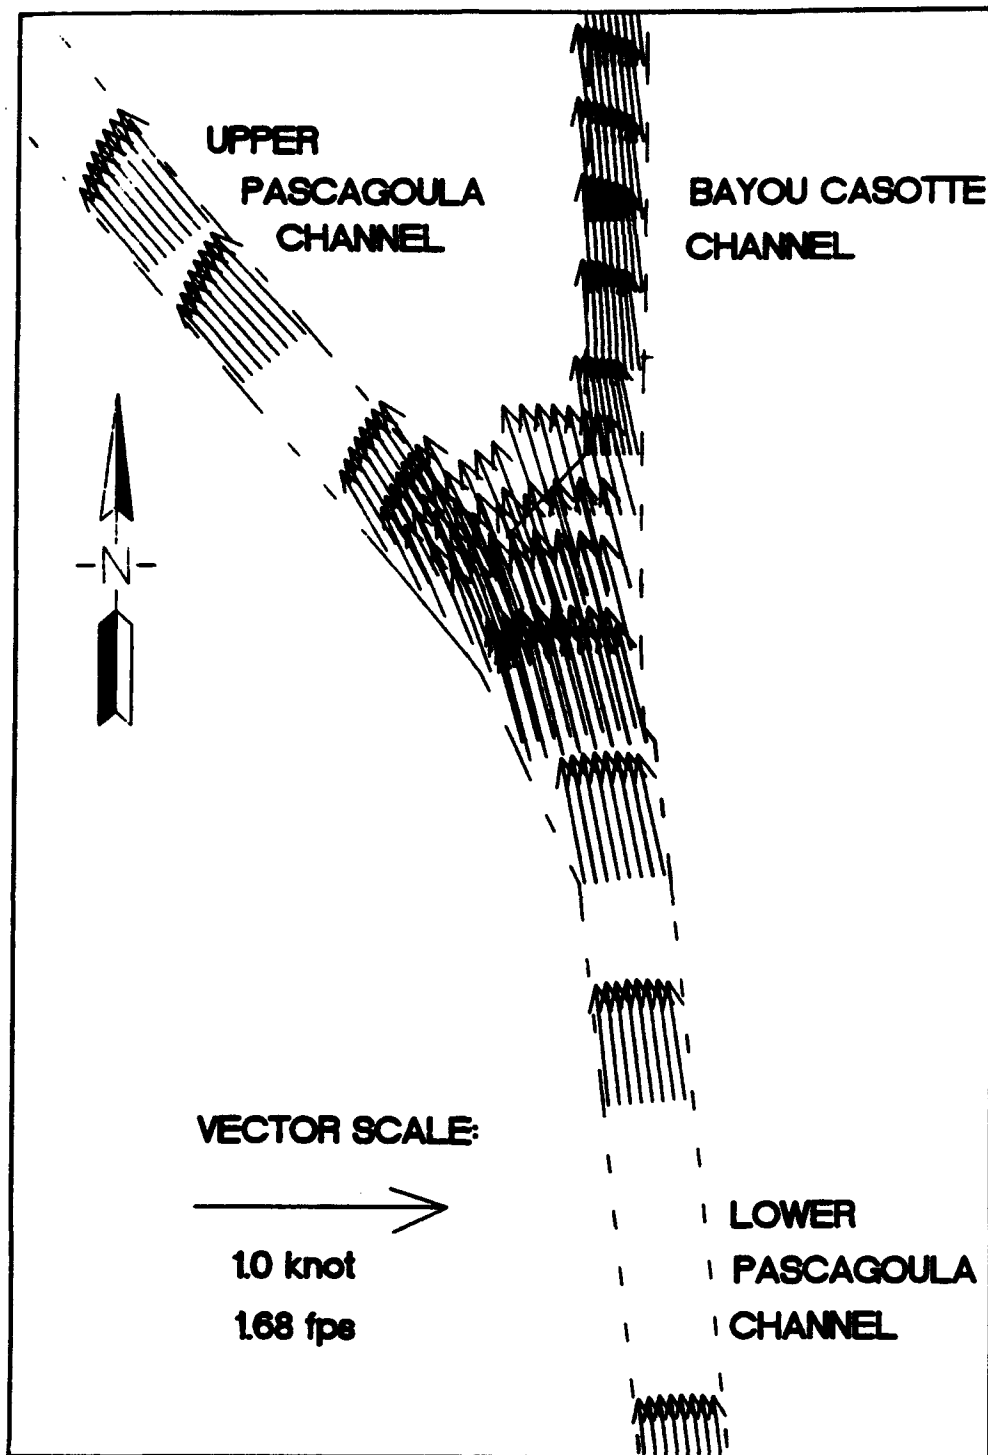 UPPER
PASCAGOULA
CHANNEL
BAYOU CASOTTE
CHANNEL
N
VECTOR SCALE:
1.0 knot
1.68 fps
LOWER
PASCAGOULA
CHANNEL